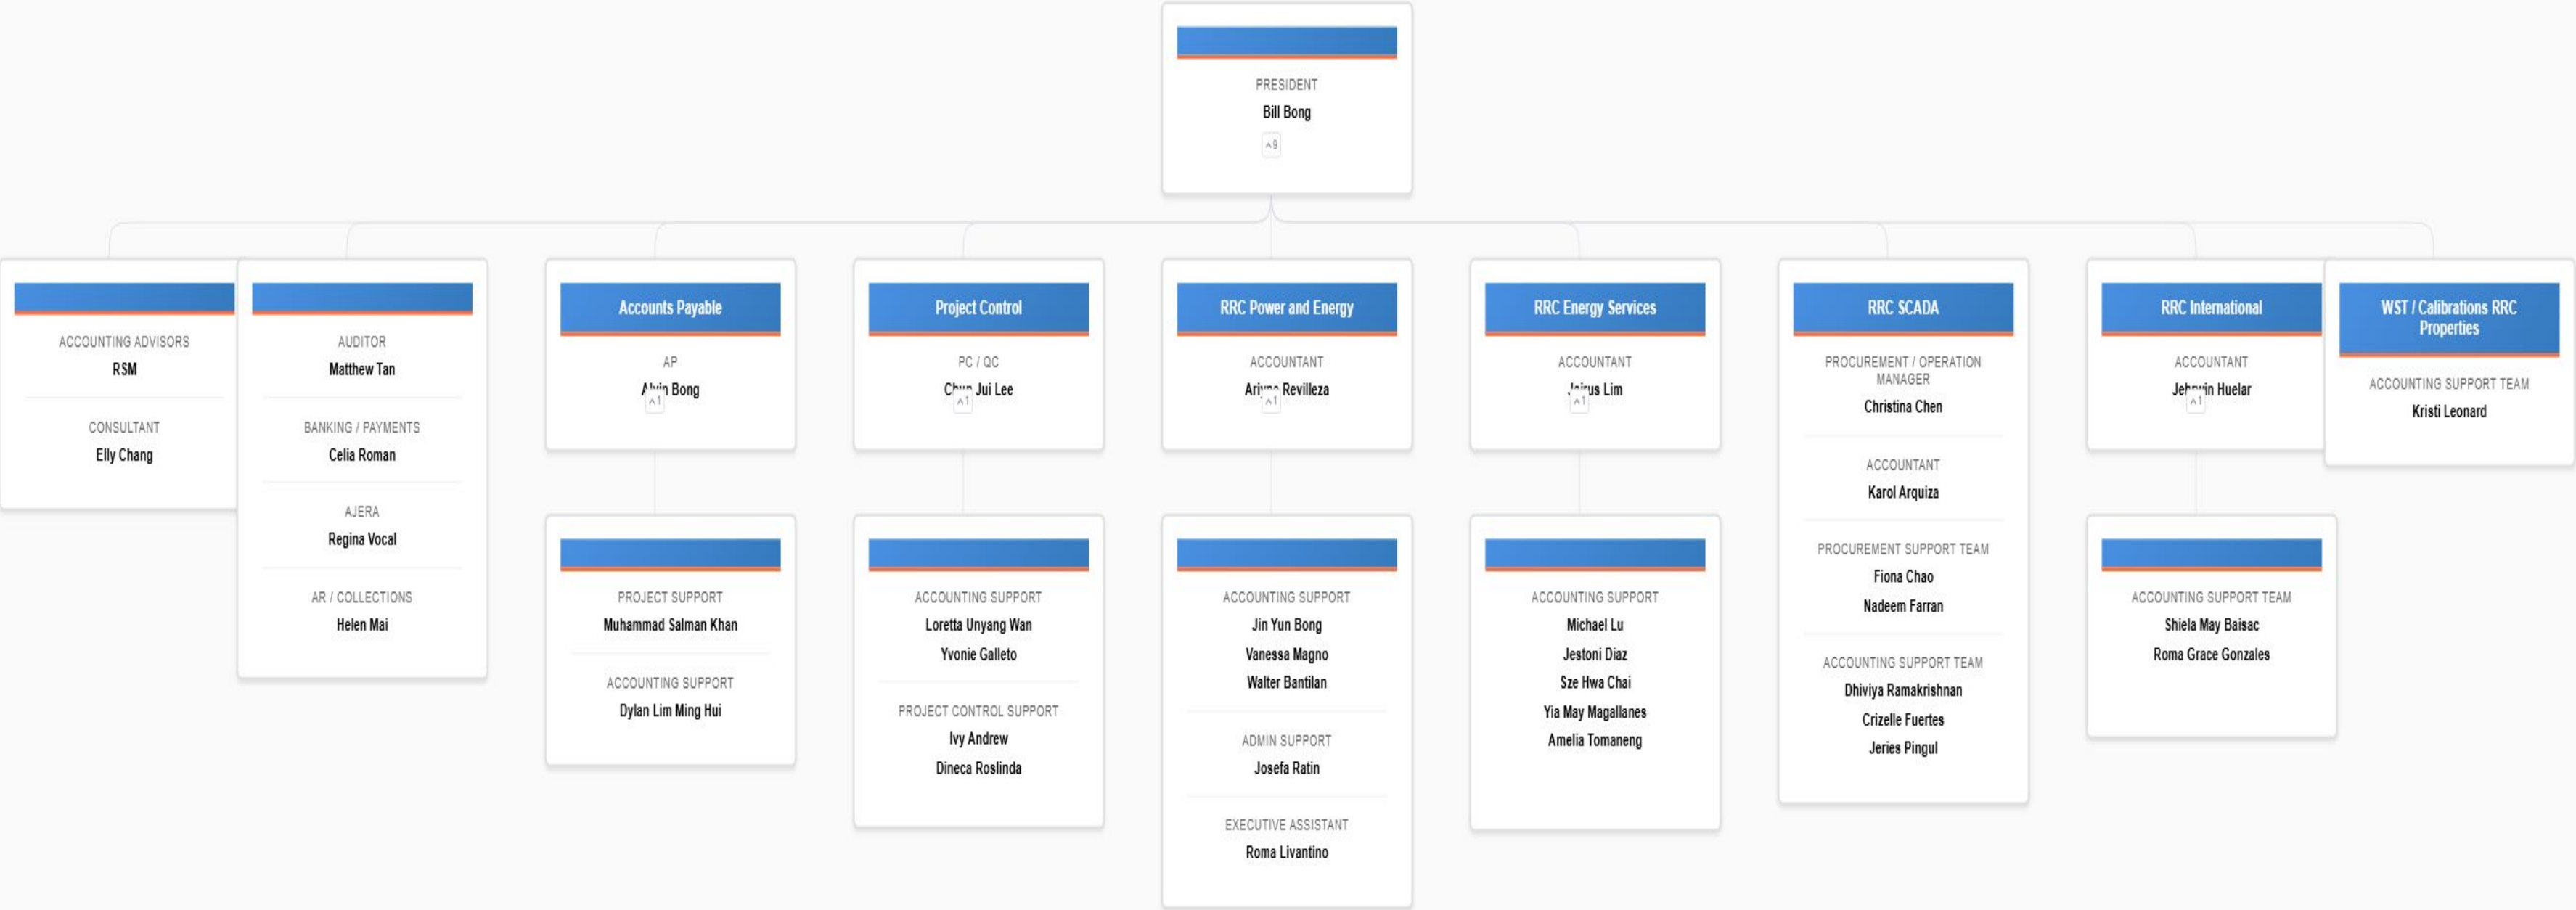 PRESIDENT
Bill Bong
^9
ACCOUNTING ADVISORS
RSM
CONSULTANT
Elly Chang
AUDITOR
Matthew Tan
BANKING / PAYMENTS
Celia Roman
AJERA
Regina Vocal
AR / COLLECTIONS
Helen Mai
Accounts Payable
AP
Bong
^1
PROJECT SUPPORT
Muhammad Salman Khan
ACCOUNTING SUPPORT
Dylan Lim Ming Hui
Project Control
PC / QC
Jui Lee
^1
ACCOUNTING SUPPORT
Loretta Unyang Wan
Yvonie Galleto
PROJECT CONTROL SUPPORT
Ivy Andrew
Dineca Roslinda
RRC Power and Energy
ACCOUNTANT
Revilleza
^1
ACCOUNTING SUPPORT
Jin Yun Bong
Vanessa Magno
Walter Bantilan
ADMIN SUPPORT
Josefa Ratin
EXECUTIVE ASSISTANT
Roma Livantino
RRC Energy Services
ACCOUNTANT
Lim
^1
ACCOUNTING SUPPORT
Michael Lu
Jestoni Diaz
Sze Hwa Chai
Yia May Magallanes
Amelia Tomaneng
RRC SCADA
PROCUREMENT / OPERATION
MANAGER
Christina Chen
ACCOUNTANT
Karol Arquiza
PROCUREMENT SUPPORT TEAM
Fiona Chao
Nadeem Farran
ACCOUNTING SUPPORT TEAM
Dhiviya Ramakrishnan
Crizelle Fuertes
Jeries Pingul
RRC International
ACCOUNTANT
Huelar
^1
ACCOUNTING SUPPORT TEAM
Shiela May Baisac
Roma Grace Gonzales
WST / Calibrations RRC
Properties
ACCOUNTING SUPPORT TEAM
Kristi Leonard